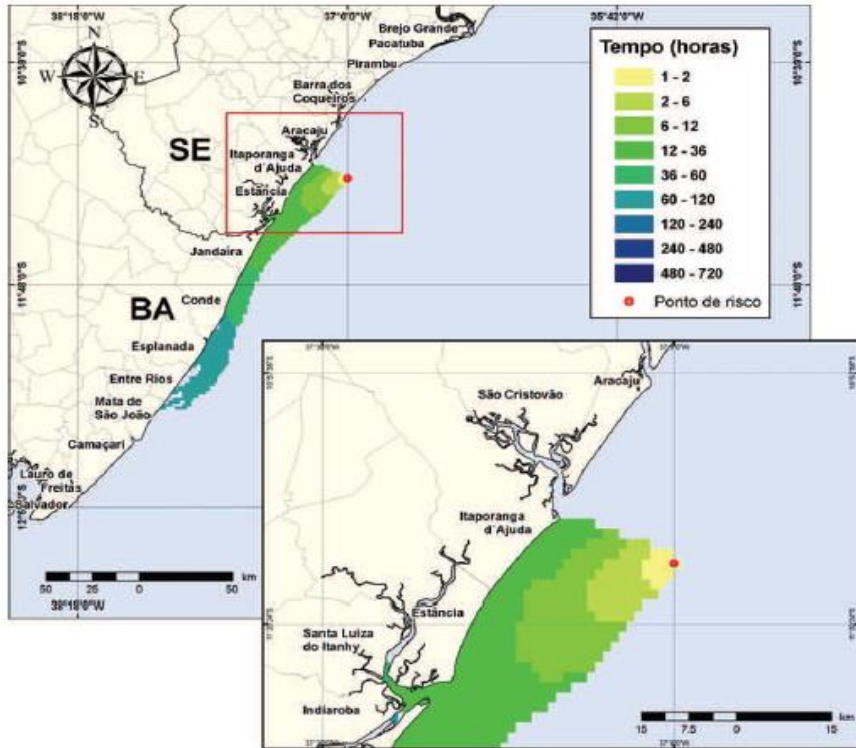 38°18'0"W
37°0'0"W
35°42'0"W
N
W
E
S
Brejo Grande
Pacatuba
Pirambu
Barra dos
Coqueiros
Aracaju
SE
Itaporanga
d'Ajuda
Estância
Jandaíra
Conde
BA
Esplanada
Entre Rios
Mata de
São João
Camaçari
Lauro de
Freitas
Salvador
50 25 0 50
km
38°18'0"W
Tempo (horas)
1 - 2
2 - 6
6 - 12
12 - 36
36 - 60
60 - 120
120 - 240
240 - 480
480 - 720
Ponto de risco
Aracaju
São Cristovão
Itaporanga
d'Ajuda
Estância
Santa Luiza
do Itanhy
Indiaroba
15 7.5 0 15
km